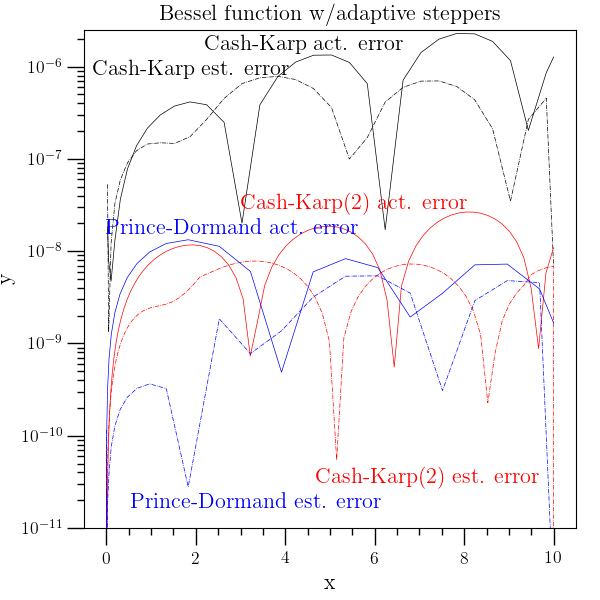 Bessel function w/adaptive steppers
Cash-Karp act. error
Cash-Karp est. error
Cash-Karp(2) act. error
Prince-Dormand act. error
Cash-Karp(2) est. error
Prince-Dormand est. error
10⁻⁶
10⁻⁷
10⁻⁸
10⁻⁹
10⁻¹⁰
10⁻¹¹
y
0 2 4 6 8 10
x